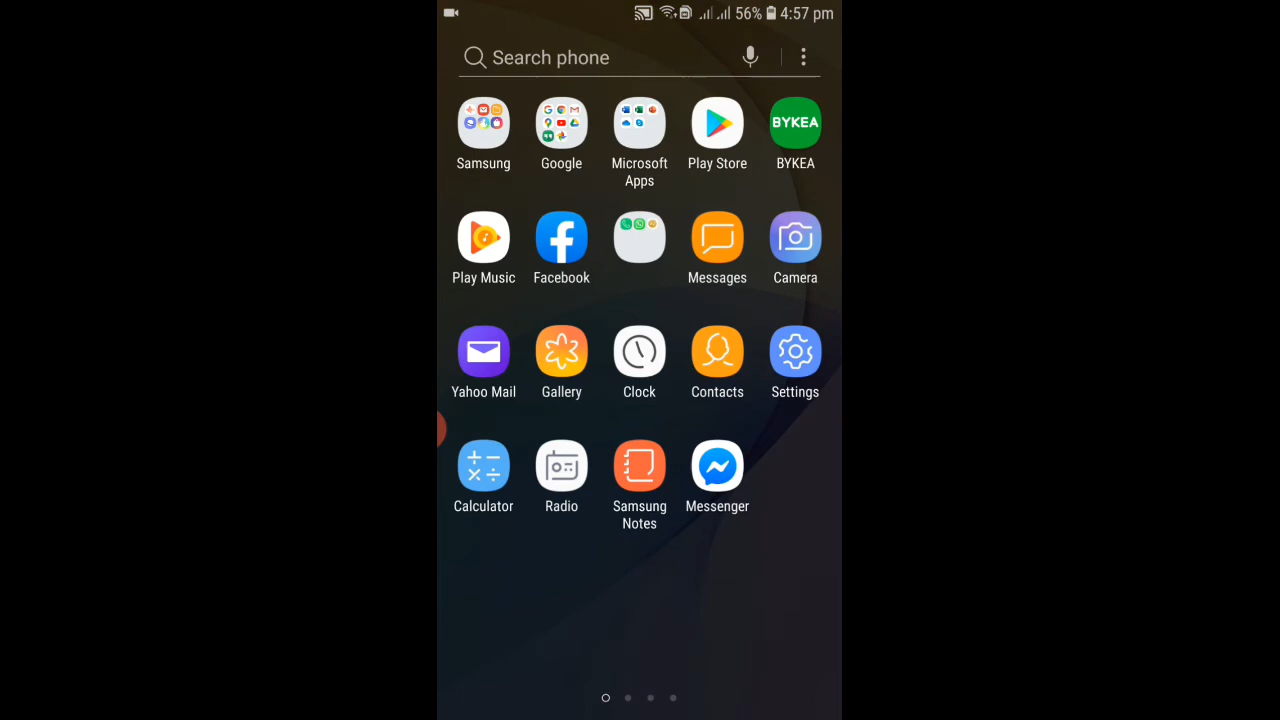 56% 4:57 pm
Search phone
BYKEA
Samsung Google Microsoft Apps Play Store BYKEA
Play Music Facebook Messages Camera
Yahoo Mail Gallery Clock Contacts Settings
Calculator Radio Samsung Notes Messenger